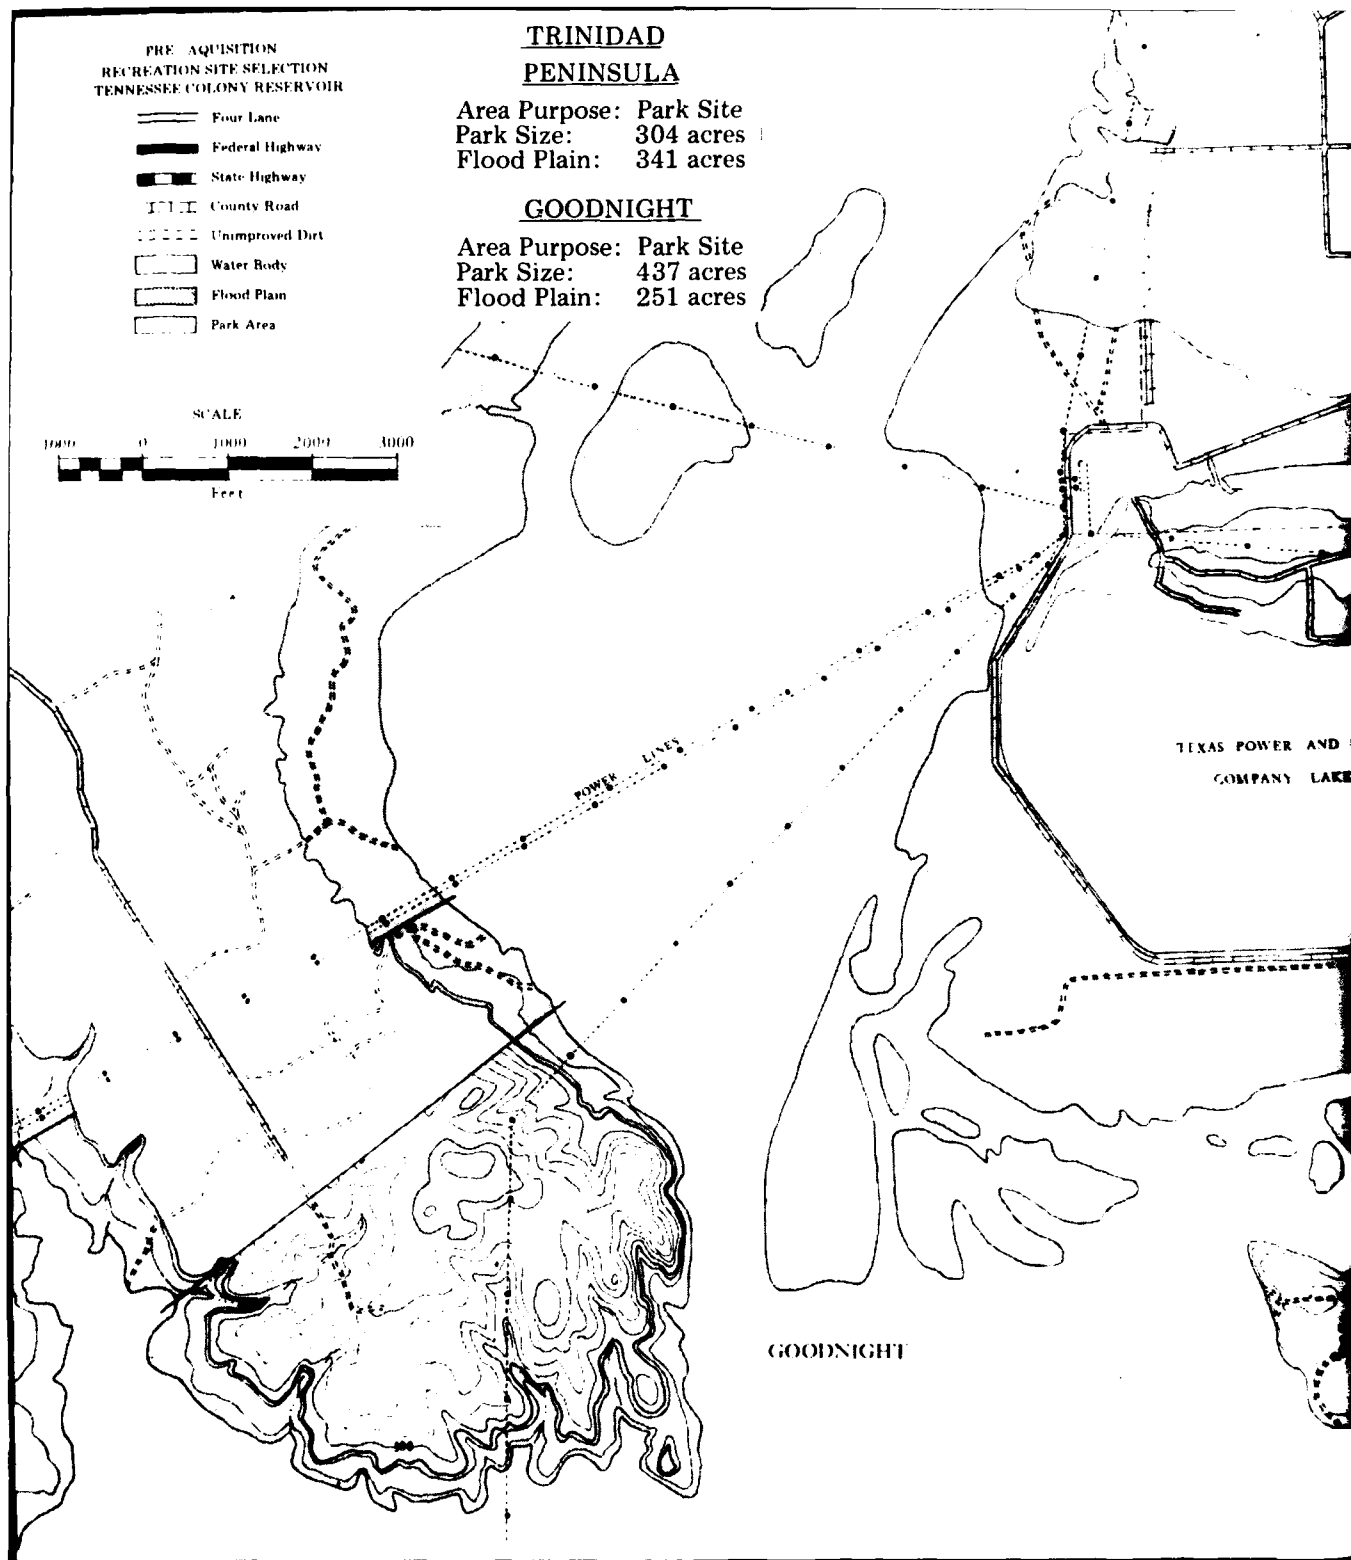 PRE AQUISITION
RECREATION SITE SELECTION
TENNESSEE COLONY RESERVOIR
Four Lane
Federal Highway
State Highway
County Road
Unimproved Dirt
Water Body
Flood Plain
Park Area
SCALE
1000 0 1000 2000 3000
Feet
TRINIDAD
PENINSULA
Area Purpose: Park Site
Park Size: 304 acres
Flood Plain: 341 acres
GOODNIGHT
Area Purpose: Park Site
Park Size: 437 acres
Flood Plain: 251 acres
POWER LINES
TEXAS POWER AND
COMPANY LAKE
GOODNIGHT